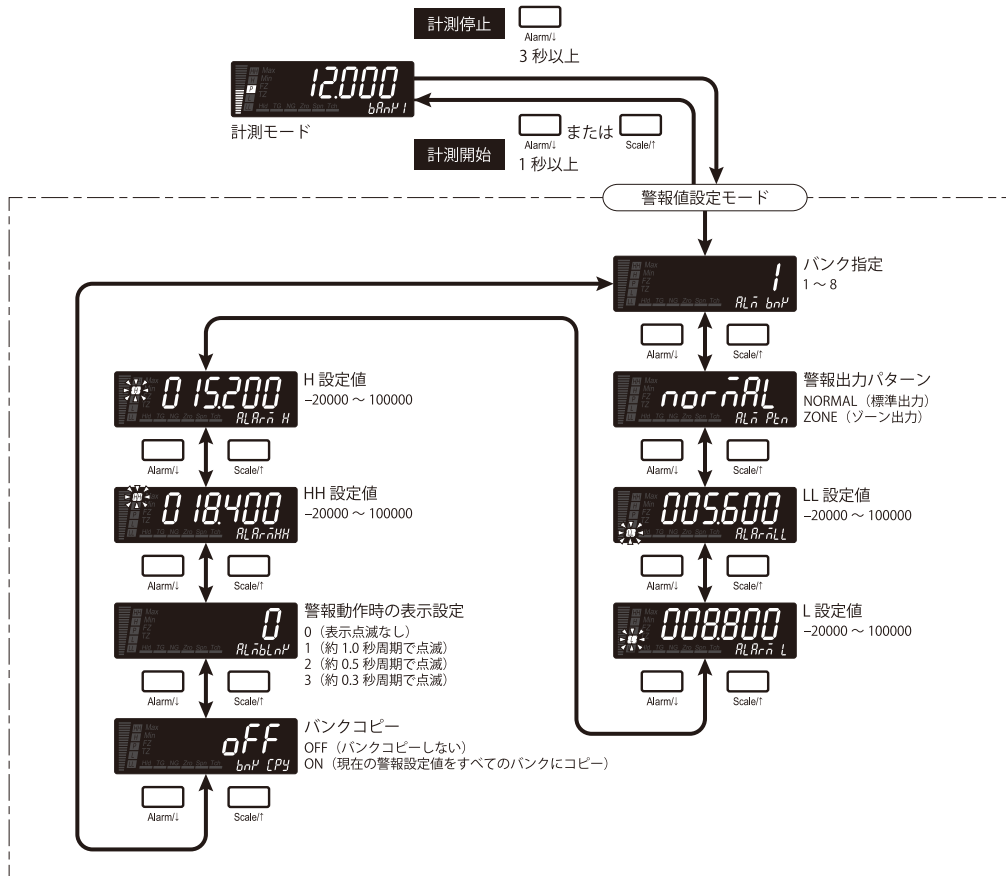 計測停止
Alarm/↓
3 秒以上
12.000
bAnK 1
計測モード
計測開始
Alarm/↓
または
Scale/↑
1 秒以上
警報値設定モード
1
ALm bnK
バンク指定
1 ～ 8
Alarm/↓
Scale/↑
normAL
ALm Ptn
警報出力パターン
NORMAL（標準出力）
ZONE（ゾーン出力）
Alarm/↓
Scale/↑
005.600
ALArmLL
LL 設定値
–20000 ～ 100000
Alarm/↓
Scale/↑
008.800
ALArm L
L 設定値
–20000 ～ 100000
Alarm/↓
Scale/↑
015.200
ALArm H
H 設定値
–20000 ～ 100000
Alarm/↓
Scale/↑
018.400
ALArmHH
HH 設定値
–20000 ～ 100000
Alarm/↓
Scale/↑
0
ALmbLnK
警報動作時の表示設定
0（表示点滅なし）
1（約 1.0 秒周期で点滅）
2（約 0.5 秒周期で点滅）
3（約 0.3 秒周期で点滅）
Alarm/↓
Scale/↑
oFF
bnK CPY
バンクコピー
OFF（バンクコピーしない）
ON（現在の警報設定値をすべてのバンクにコピー）
Alarm/↓
Scale/↑